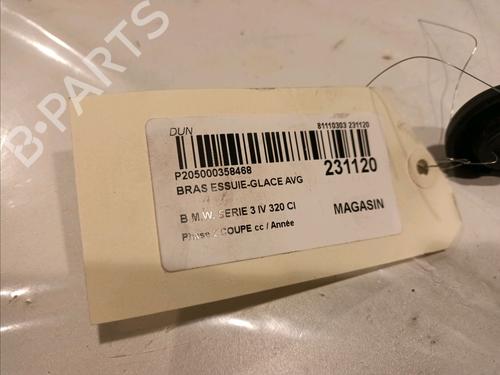 B-PARTS
DUN
81110303 231120
P205000358468
231120
BRAS ESSUIE-GLACE AVG
B.M.W. SERIE 3 IV 320 CI
MAGASIN
Phase 2 COUPE cc / Année